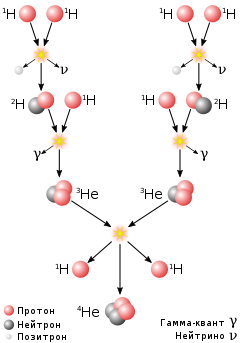 ¹H ¹H ¹H ¹H
ν ν
²H ¹H ¹H ²H
γ γ
³He ³He
¹H ¹H
⁴He
Протон
Нейтрон
Позитрон
Гамма-квант γ
Нейтрино ν